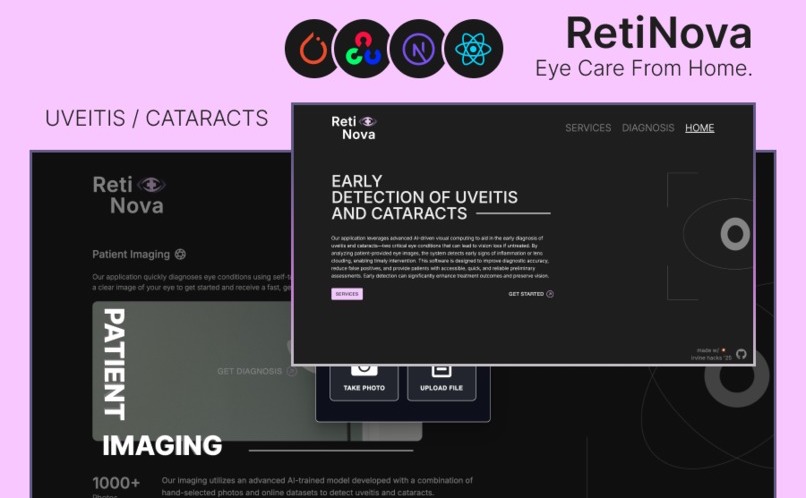 RetiNova
Eye Care From Home.
UVEITIS / CATARACTS
Reti
Nova
SERVICES DIAGNOSIS HOME
EARLY
DETECTION OF UVEITIS
AND CATARACTS
Our application leverages advanced AI-driven visual computing to aid in the early diagnosis of
uveitis and cataracts—two critical eye conditions that can lead to vision loss if untreated. By
analyzing patient-provided eye images, the system detects early signs of inflammation or lens
clouding, enabling timely intervention. This software is designed to improve diagnostic accuracy,
reduce false positives, and provide patients with accessible, quick, and reliable preliminary
assessments. Early detection can significantly enhance treatment outcomes and preserve vision.
SERVICES
GET STARTED
made w/
irvine hacks '25
Reti
Nova
Patient Imaging
Our application quickly diagnoses eye conditions using
a clear image of your eye to get started and receive a fast,
PATIENT
IMAGING
GET DIAGNOSIS
TAKE PHOTO
UPLOAD FILE
1000+
Photos
Our imaging utilizes an advanced AI-trained model developed with a combination of
hand-selected photos and online datasets to detect uveitis and cataracts.